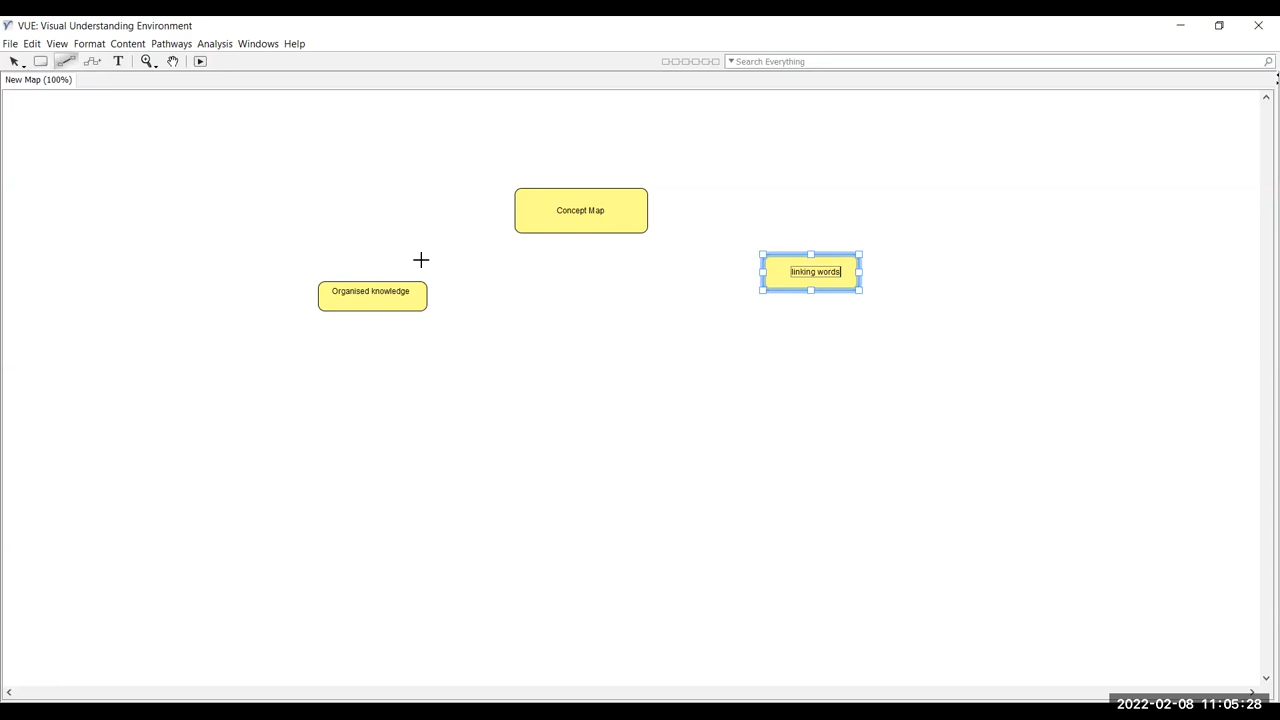 VUE: Visual Understanding Environment
File Edit View Format Content Pathways Analysis Windows Help
T
Search Everything
New Map (100%)
Concept Map
linking words
Organised knowledge
2022-02-08 11:05:28